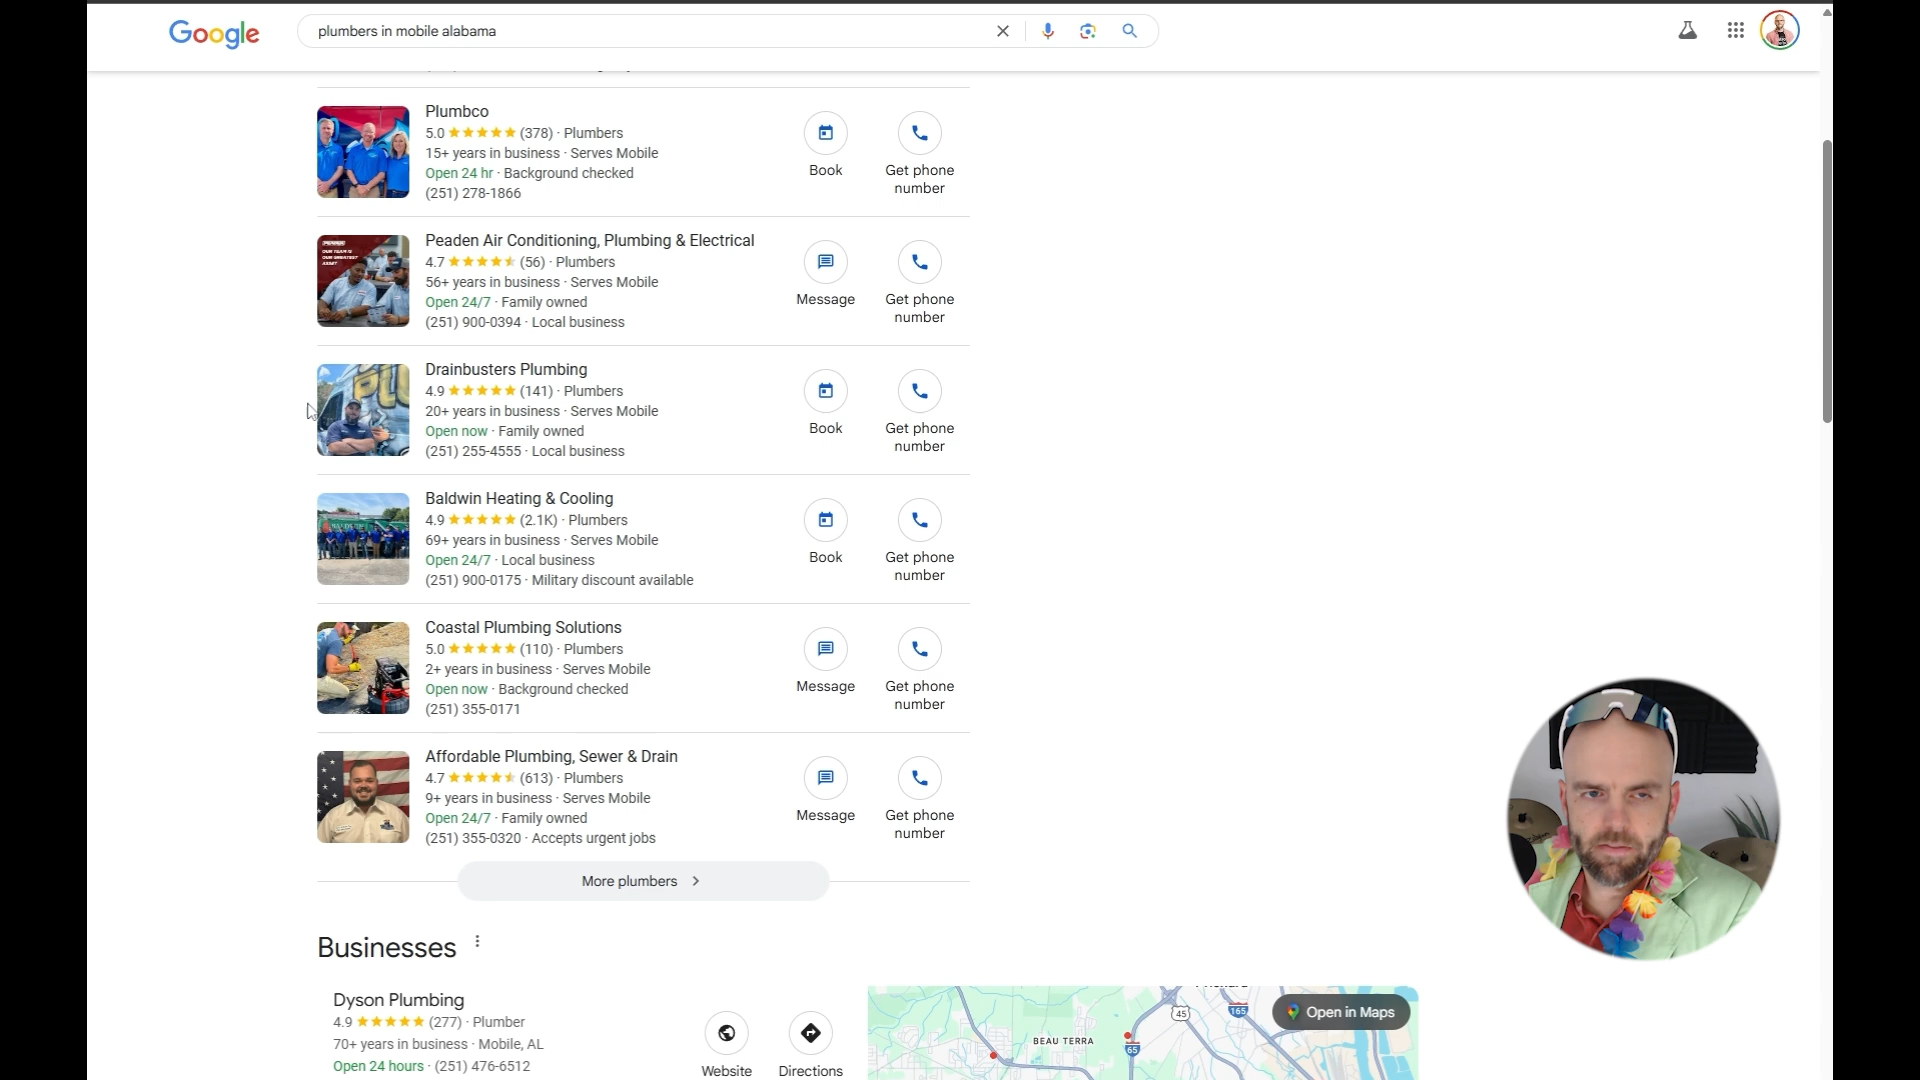 Google
plumbers in mobile alabama
Plumbco
5.0 (378) · Plumbers
15+ years in business · Serves Mobile
Open 24 hr · Background checked
(251) 278-1866
Book
Get phone
number
Peaden Air Conditioning, Plumbing & Electrical
4.7 (56) · Plumbers
56+ years in business · Serves Mobile
Open 24/7 · Family owned
(251) 900-0394 · Local business
Message
Get phone
number
OUR TEAM IS
OUR GREATEST
ASSET
Drainbusters Plumbing
4.9 (141) · Plumbers
20+ years in business · Serves Mobile
Open now · Family owned
(251) 255-4555 · Local business
Book
Get phone
number
Baldwin Heating & Cooling
4.9 (2.1K) · Plumbers
69+ years in business · Serves Mobile
Open 24/7 · Local business
(251) 900-0175 · Military discount available
Book
Get phone
number
Coastal Plumbing Solutions
5.0 (110) · Plumbers
2+ years in business · Serves Mobile
Open now · Background checked
(251) 355-0171
Message
Get phone
number
Affordable Plumbing, Sewer & Drain
4.7 (613) · Plumbers
9+ years in business · Serves Mobile
Open 24/7 · Family owned
(251) 355-0320 · Accepts urgent jobs
Message
Get phone
number
More plumbers
Businesses
Dyson Plumbing
4.9 (277) · Plumber
70+ years in business · Mobile, AL
Open 24 hours · (251) 476-6512
Website
Directions
Open in Maps
45
165
BEAU TERRA
65